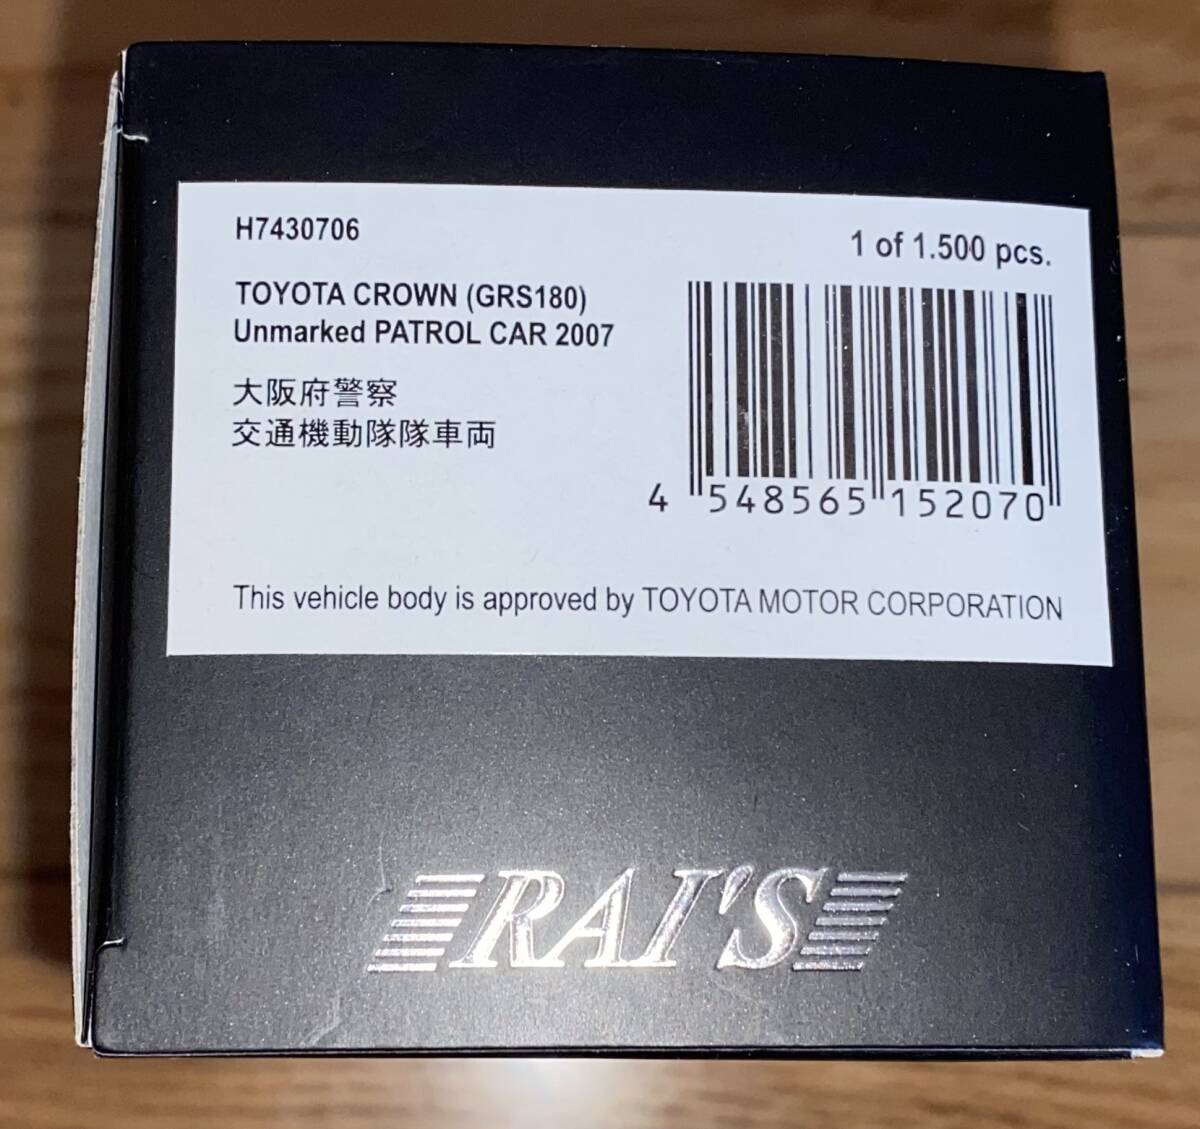 H7430706
1 of 1.500 pcs.
TOYOTA CROWN (GRS180)
Unmarked PATROL CAR 2007
大阪府警察
交通機動隊隊車両
4 548565 152070
This vehicle body is approved by TOYOTA MOTOR CORPORATION
RAI'S